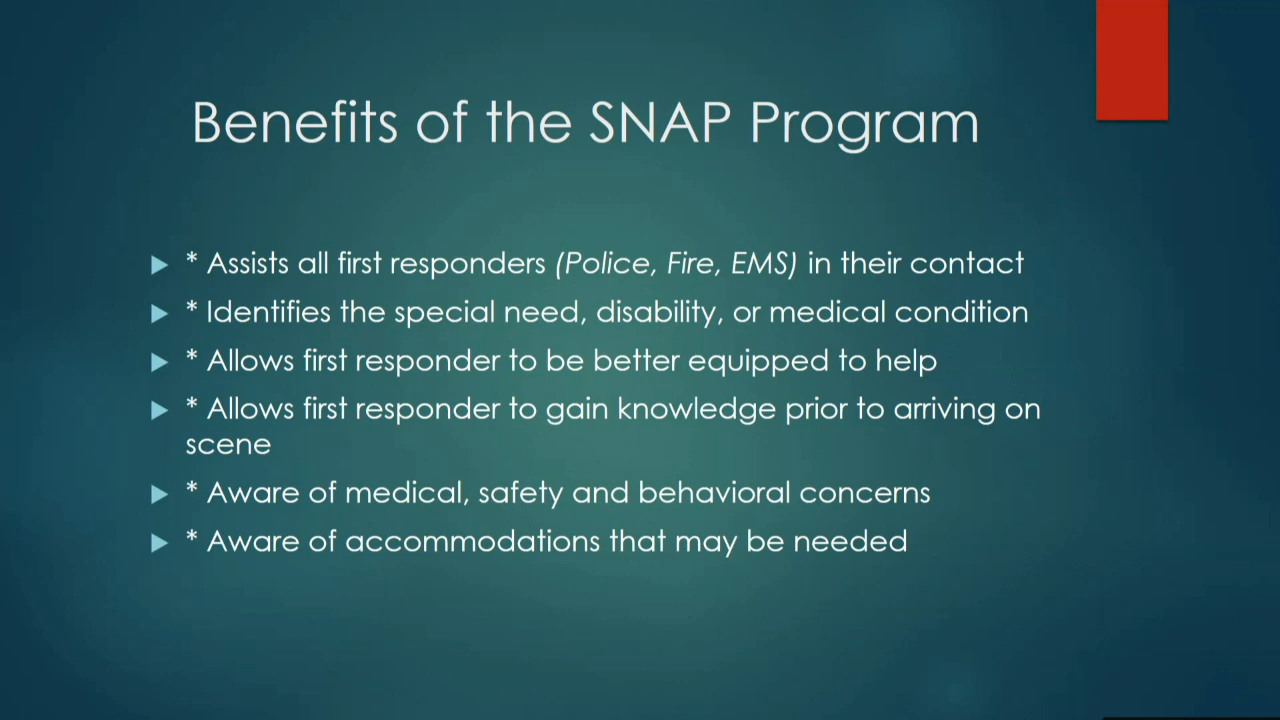 Benefits of the SNAP Program
* Assists all first responders (Police, Fire, EMS) in their contact
* Identifies the special need, disability, or medical condition
* Allows first responder to be better equipped to help
* Allows first responder to gain knowledge prior to arriving on
scene
* Aware of medical, safety and behavioral concerns
* Aware of accommodations that may be needed